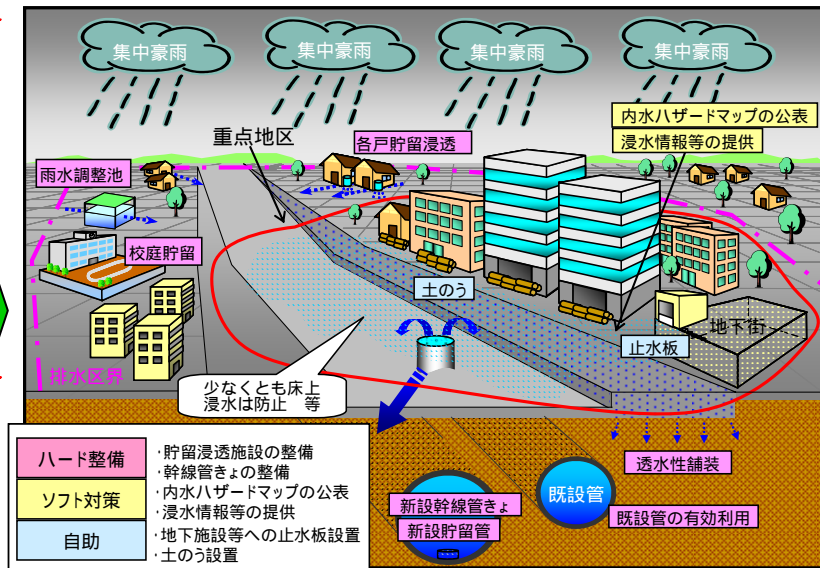 集中豪雨
集中豪雨
集中豪雨
集中豪雨
内水ハザードマップの公表
浸水情報等の提供
重点地区
各戸貯留浸透
雨水調整池
校庭貯留
土のう
地下街
止水板
排水区界
少なくとも床上
浸水は防止 等
透水性舗装
新設幹線管きょ
新設貯留管
既設管
既設管の有効利用
ハード整備
・貯留浸透施設の整備
・幹線管きょの整備
ソフト対策
・内水ハザードマップの公表
・浸水情報等の提供
自助
・地下施設等への止水板設置
・土のう設置